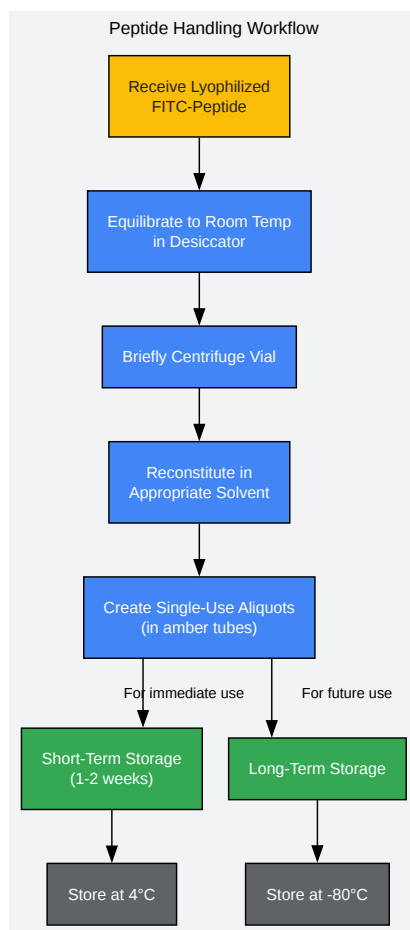 Peptide Handling Workflow
Receive Lyophilized
FITC-Peptide
Equilibrate to Room Temp
in Desiccator
Briefly Centrifuge Vial
Reconstitute in
Appropriate Solvent
Create Single-Use Aliquots
(in amber tubes)
For immediate use
For future use
Short-Term Storage
(1-2 weeks)
Long-Term Storage
Store at 4°C
Store at -80°C